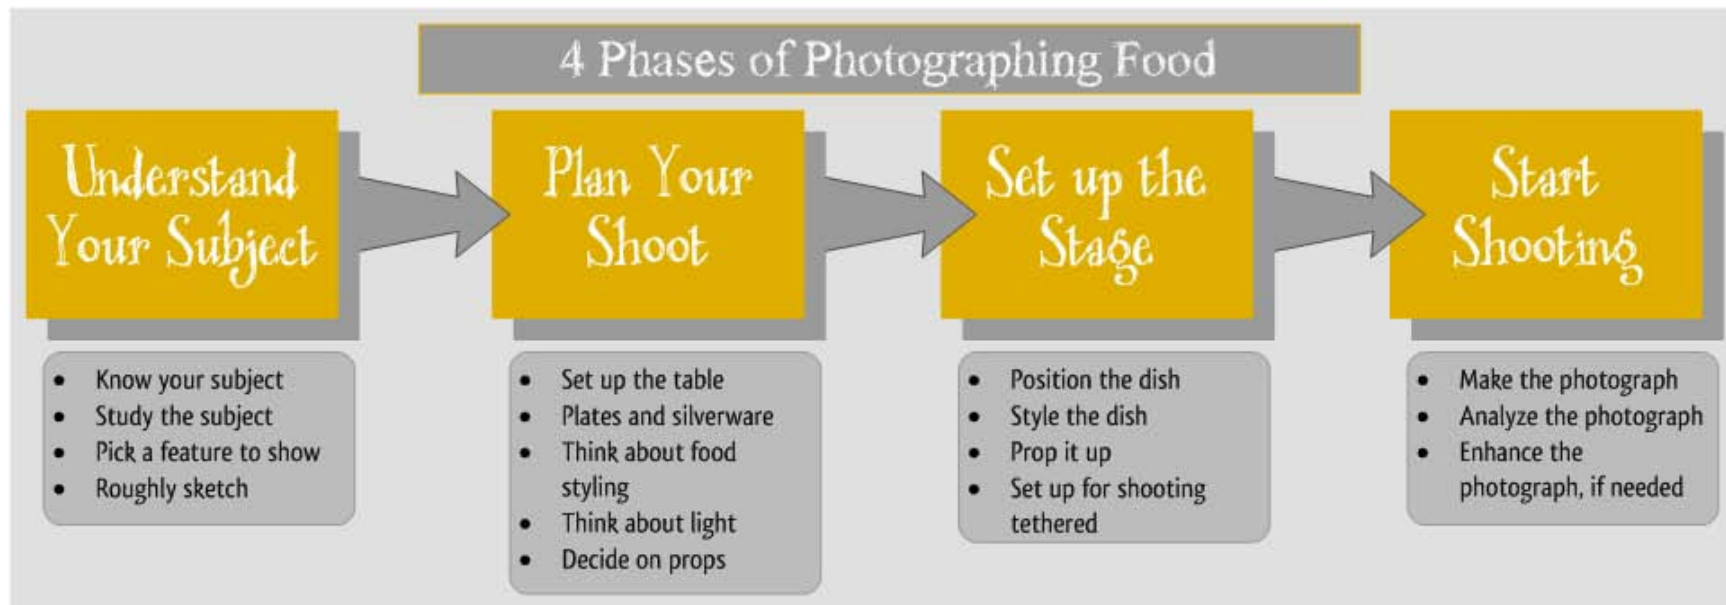 4 Phases of Photographing Food
Understand
Your Subject
• Know your subject
• Study the subject
• Pick a feature to show
• Roughly sketch
Plan Your
Shoot
• Set up the table
• Plates and silverware
• Think about food
styling
• Think about light
• Decide on props
Set up the
Stage
• Position the dish
• Style the dish
• Prop it up
• Set up for shooting
tethered
Start
Shooting
• Make the photograph
• Analyze the photograph
• Enhance the
photograph, if needed